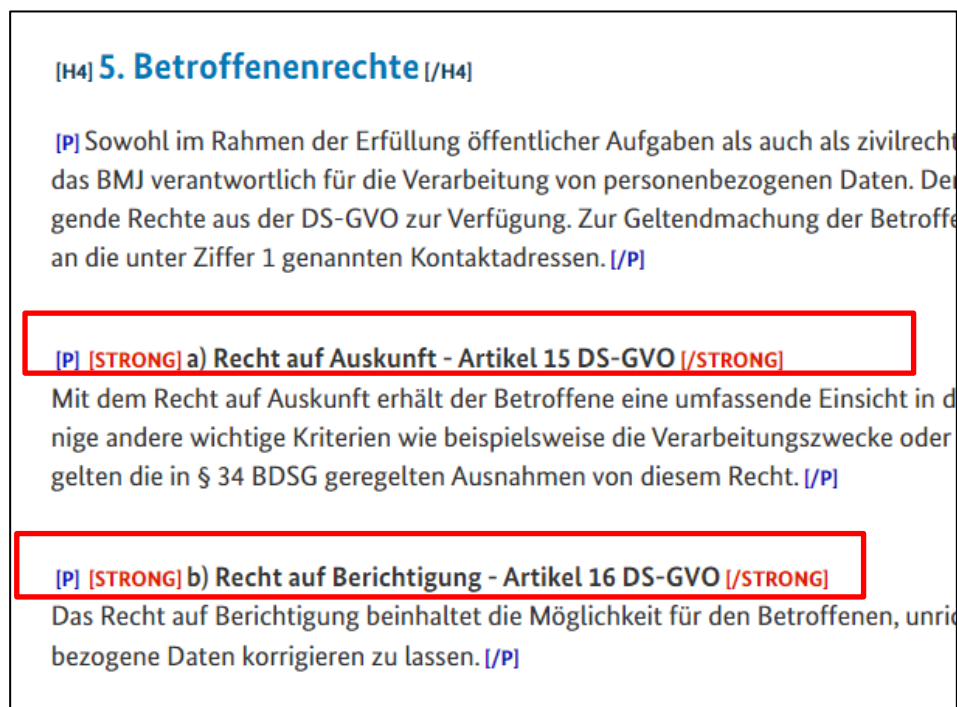 [H4] 5. Betroffenenrechte [/H4]
[P] Sowohl im Rahmen der Erfüllung öffentlicher Aufgaben als auch als zivilrecht
das BMJ verantwortlich für die Verarbeitung von personenbezogenen Daten. De
gende Rechte aus der DS-GVO zur Verfügung. Zur Geltendmachung der Betroffe
an die unter Ziffer 1 genannten Kontaktadressen. [/P]
[P] [STRONG] a) Recht auf Auskunft - Artikel 15 DS-GVO [/STRONG]
Mit dem Recht auf Auskunft erhält der Betroffene eine umfassende Einsicht in d
nige andere wichtige Kriterien wie beispielsweise die Verarbeitungszwecke oder
gelten die in § 34 BDSG geregelten Ausnahmen von diesem Recht. [/P]
[P] [STRONG] b) Recht auf Berichtigung - Artikel 16 DS-GVO [/STRONG]
Das Recht auf Berichtigung beinhaltet die Möglichkeit für den Betroffenen, unric
bezogene Daten korrigieren zu lassen. [/P]